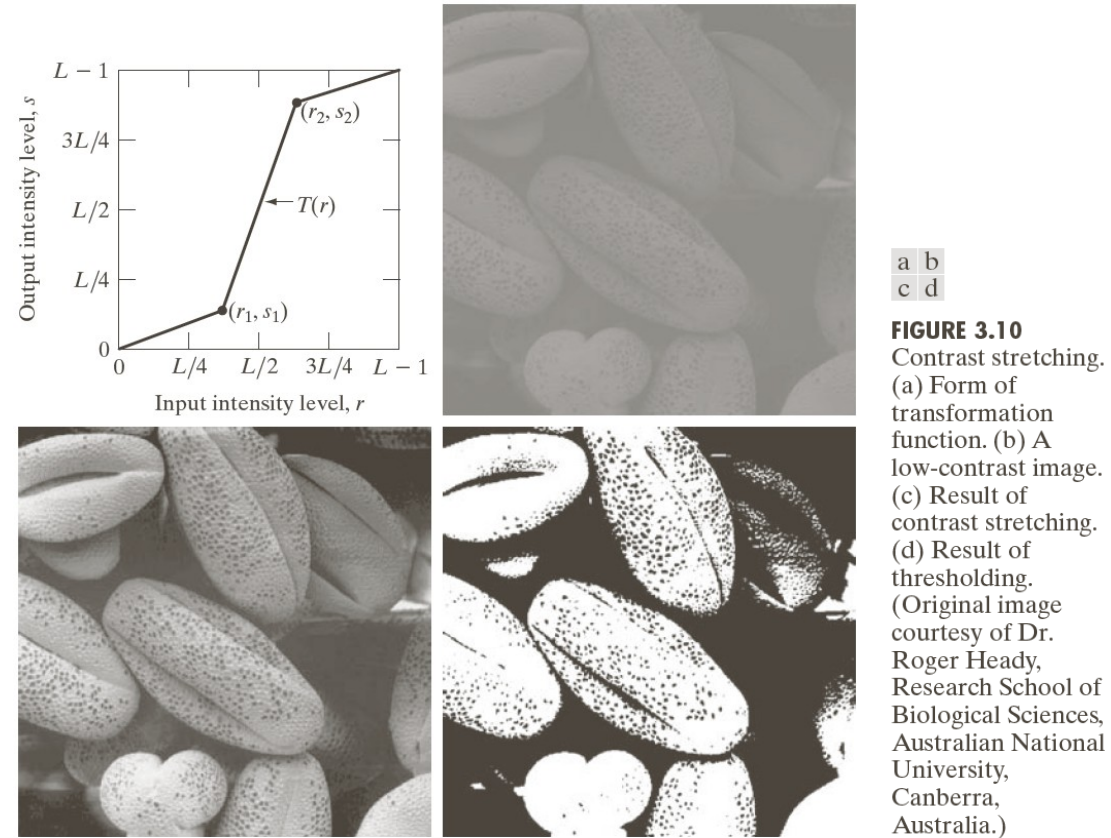 L − 1
3L/4
L/2
L/4
0
Output intensity level, s
(r₂, s₂)
T(r)
(r₁, s₁)
0 L/4 L/2 3L/4 L − 1
Input intensity level, r
a b
c d
FIGURE 3.10
Contrast stretching.
(a) Form of
transformation
function. (b) A
low-contrast image.
(c) Result of
contrast stretching.
(d) Result of
thresholding.
(Original image
courtesy of Dr.
Roger Heady,
Research School of
Biological Sciences,
Australian National
University,
Canberra,
Australia.)